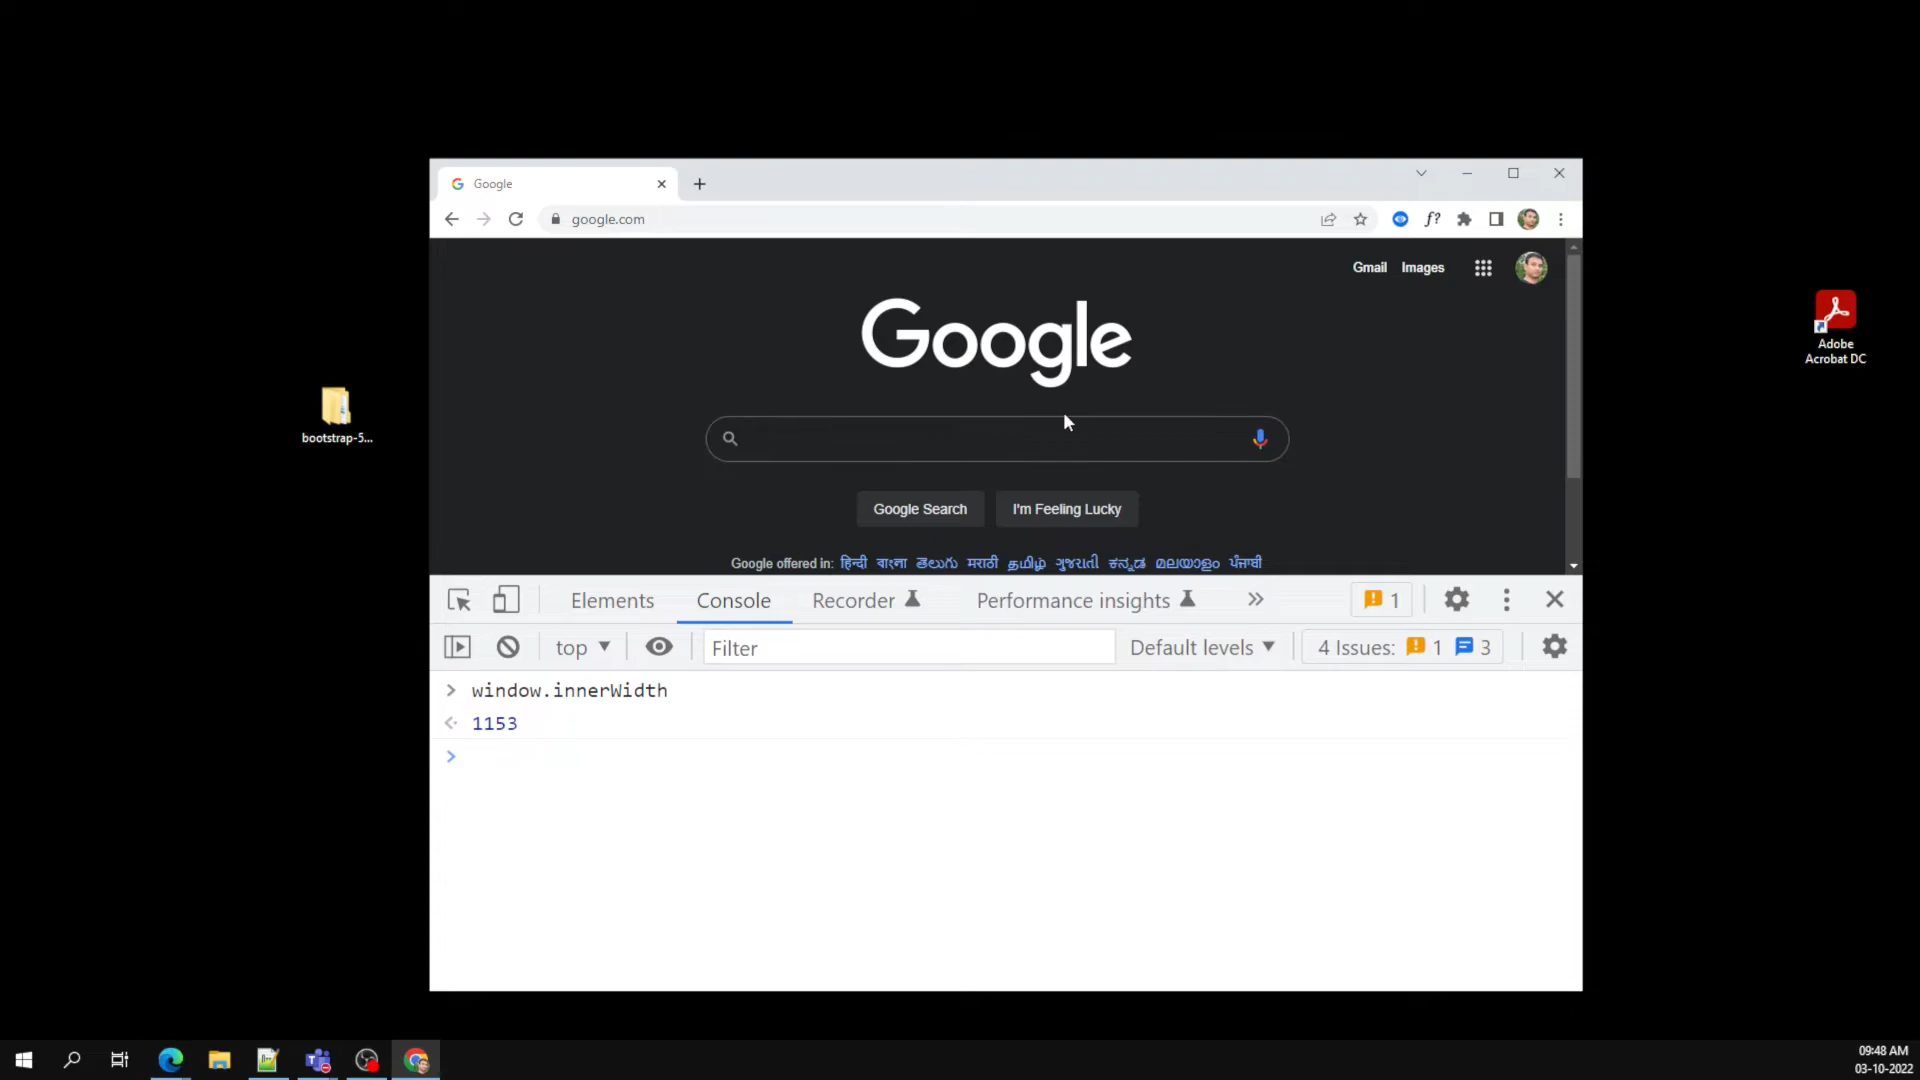 Google
google.com
f?
Gmail Images
Google
Google Search I'm Feeling Lucky
Google offered in: हिन्दी বাংলা తెలుగు मराठी தமிழ் ગુજરાતી ಕನ್ನಡ മലയാളം ਪੰਜਾਬੀ
Adobe
Acrobat DC
bootstrap-5...
Elements Console Recorder Performance insights 1
top Filter Default levels 4 Issues: 1 3
window.innerWidth
1153
09:48 AM
03-10-2022